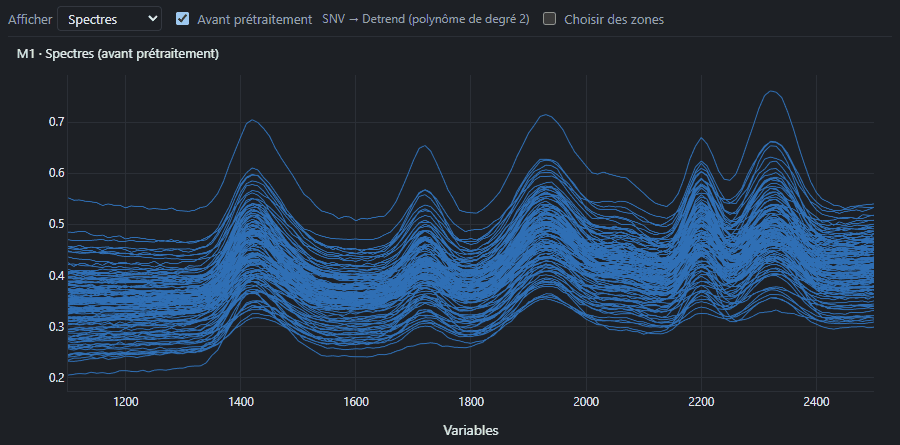 Afficher Spectres Avant prétraitement SNV → Detrend (polynôme de degré 2) Choisir des zones
M1 · Spectres (avant prétraitement)
0.7
0.6
0.5
0.4
0.3
0.2
1200 1400 1600 1800 2000 2200 2400
Variables